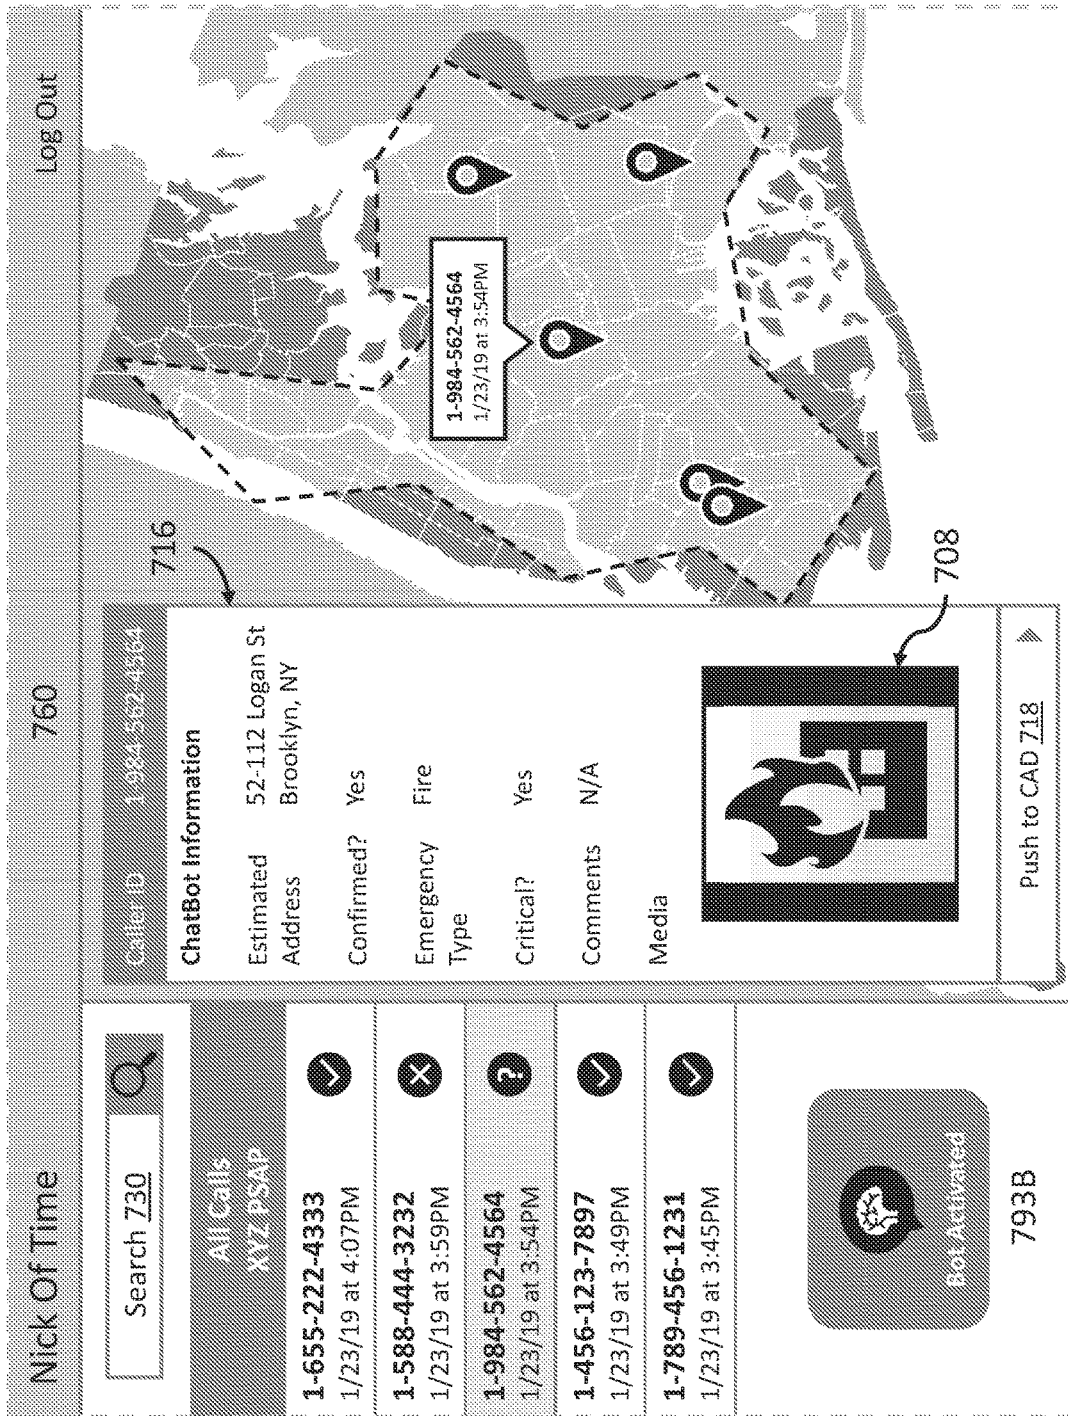 Nick Of Time
760
Log Out
Search 730
All Calls
XYZ PSAP
1-655-222-4333
1/23/19 at 4:07PM
1-588-444-3232
1/23/19 at 3:59PM
1-984-562-4564
1/23/19 at 3:54PM
?
1-456-123-7897
1/23/19 at 3:49PM
1-789-456-1231
1/23/19 at 3:45PM
Bot Activated
793B
Caller ID 1-984-562-4564
716
ChatBot Information
Estimated Address 52-112 Logan St
Brooklyn, NY
Confirmed? Yes
Emergency Type Fire
Critical? Yes
Comments N/A
Media
708
Push to CAD 718
1-984-562-4564
1/23/19 at 3:54PM